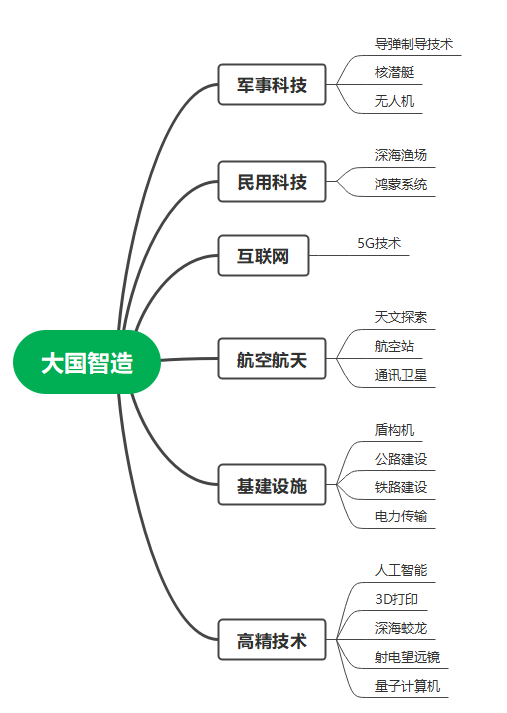 大国智造
军事科技
导弹制导技术
核潜艇
无人机
民用科技
深海渔场
鸿蒙系统
互联网
5G技术
航空航天
天文探索
航空站
通讯卫星
基建设施
盾构机
公路建设
铁路建设
电力传输
高精技术
人工智能
3D打印
深海蛟龙
射电望远镜
量子计算机